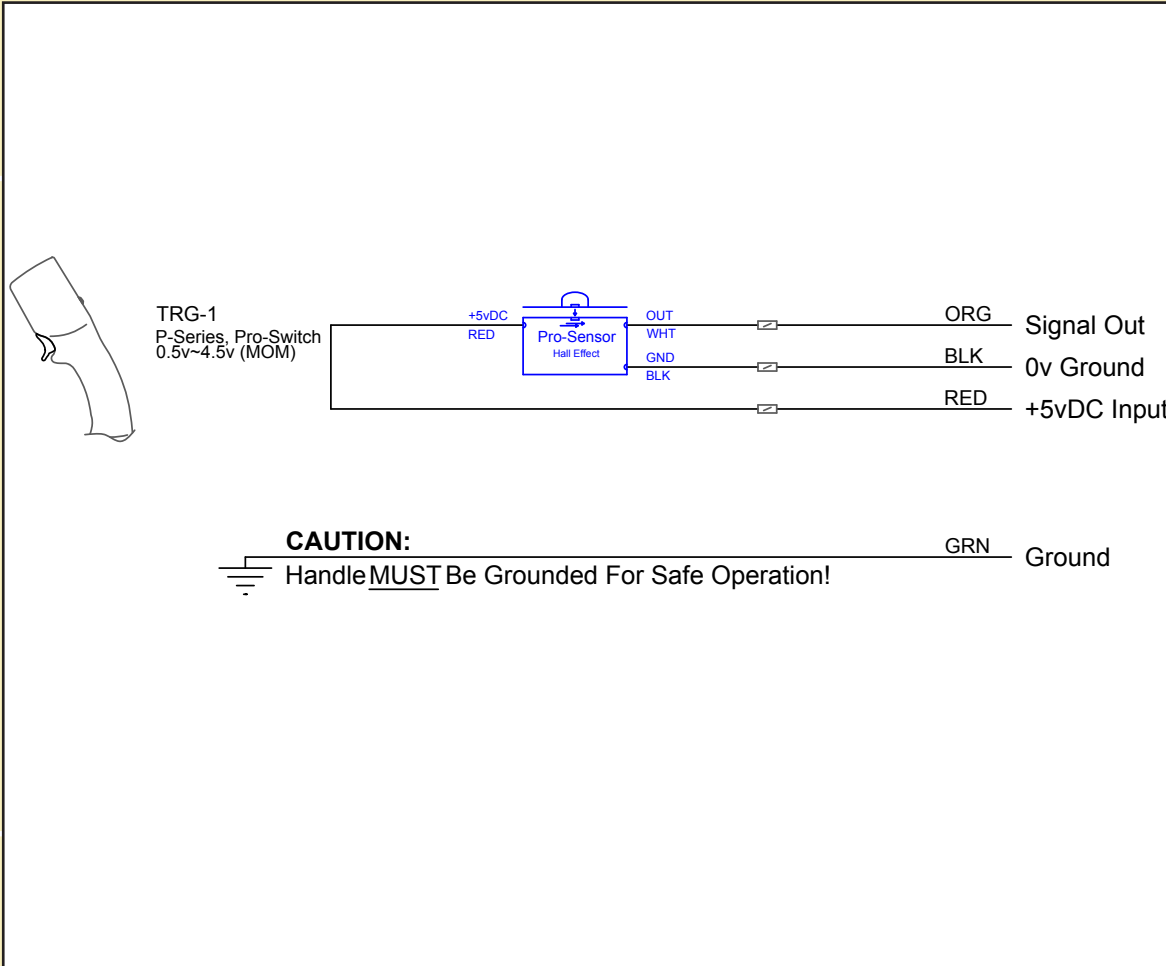 TRG-1
P-Series, Pro-Switch
0.5v~4.5v (MOM)
+5vDC
RED
Pro-Sensor
Hall Effect
OUT
WHT
GND
BLK
ORG
Signal Out
BLK
0v Ground
RED
+5vDC Input
CAUTION:
Handle MUST Be Grounded For Safe Operation!
GRN
Ground